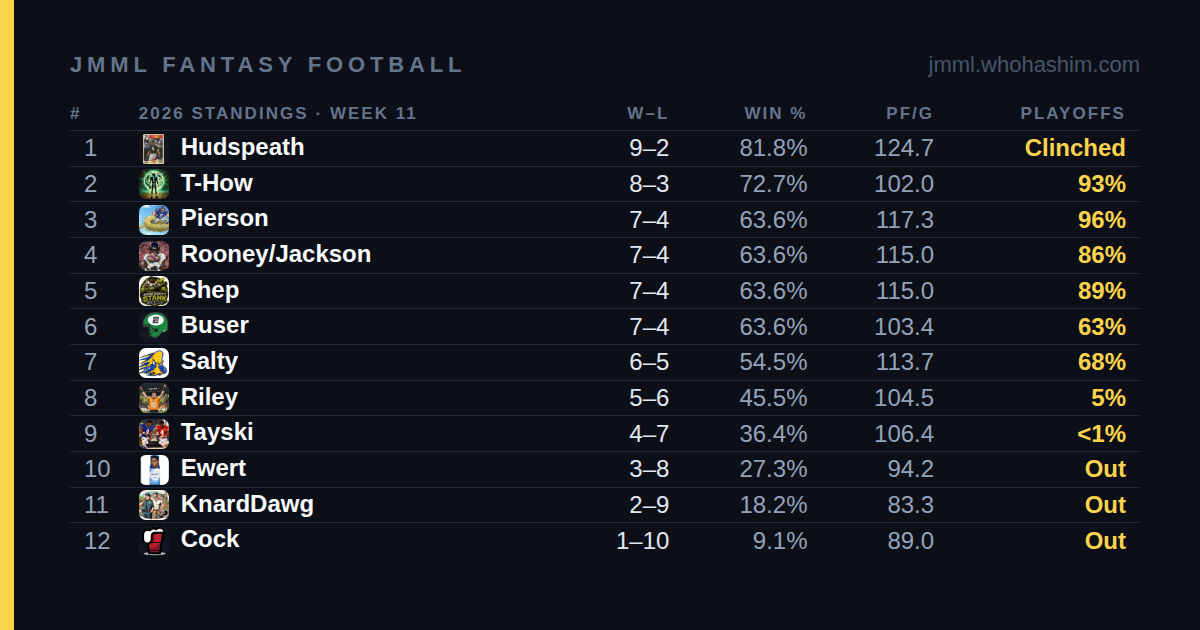 JMML FANTASY FOOTBALL jmml.whohashim.com
# 2026 STANDINGS · WEEK 11 W–L WIN % PF/G PLAYOFFS
1 Hudspeath 9–2 81.8% 124.7 Clinched
2 T-How 8–3 72.7% 102.0 93%
3 Pierson 7–4 63.6% 117.3 96%
4 Rooney/Jackson 7–4 63.6% 115.0 86%
5 Shep 7–4 63.6% 115.0 89%
6 Buser 7–4 63.6% 103.4 63%
7 Salty 6–5 54.5% 113.7 68%
8 Riley 5–6 45.5% 104.5 5%
9 Tayski 4–7 36.4% 106.4 <1%
10 Ewert 3–8 27.3% 94.2 Out
11 KnardDawg 2–9 18.2% 83.3 Out
12 Cock 1–10 9.1% 89.0 Out